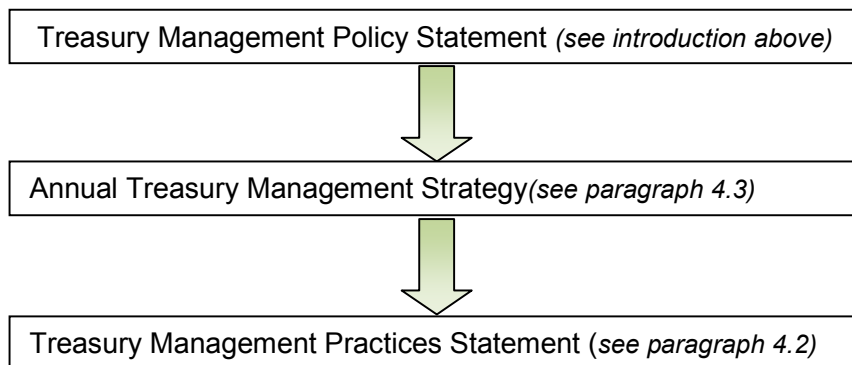 Treasury Management Policy Statement (see introduction above)
Annual Treasury Management Strategy(see paragraph 4.3)
Treasury Management Practices Statement (see paragraph 4.2)